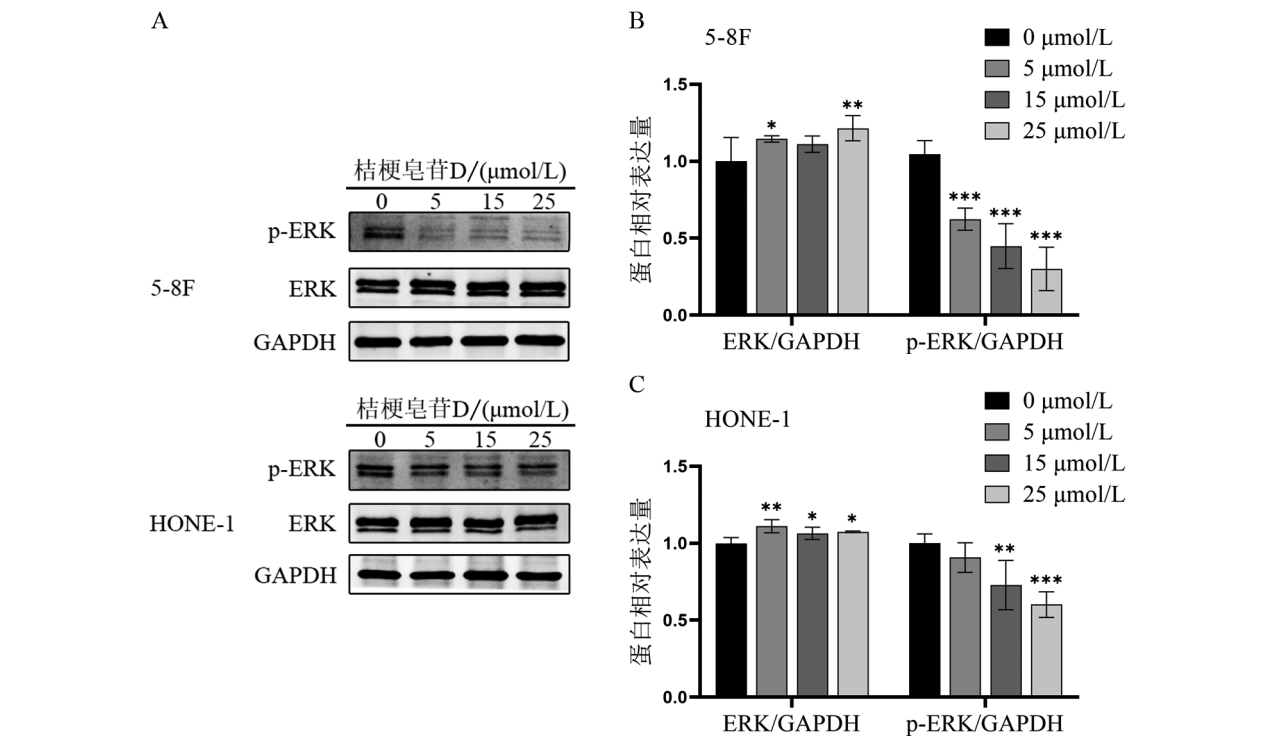 A
桔梗皂苷D/(μmol/L)
0 5 15 25
p-ERK
5-8F
ERK
GAPDH
桔梗皂苷D/(μmol/L)
0 5 15 25
p-ERK
HONE-1
ERK
GAPDH
B
5-8F
0 μmol/L
5 μmol/L
15 μmol/L
25 μmol/L
蛋白相对表达量
1.5
1.0
0.5
0.0
* **
*** *** ***
ERK/GAPDH p-ERK/GAPDH
C
HONE-1
0 μmol/L
5 μmol/L
15 μmol/L
25 μmol/L
蛋白相对表达量
1.5
1.0
0.5
0.0
** * *
** ***
ERK/GAPDH p-ERK/GAPDH